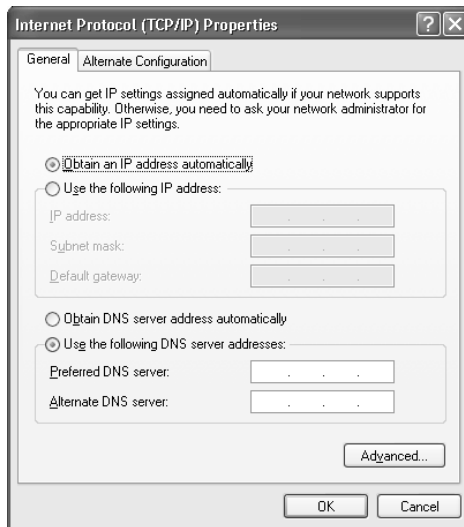 Internet Protocol (TCP/IP) Properties
General
Alternate Configuration
You can get IP settings assigned automatically if your network supports
this capability. Otherwise, you need to ask your network administrator for
the appropriate IP settings.
Obtain an IP address automatically
Use the following IP address:
IP address:
Subnet mask:
Default gateway:
Obtain DNS server address automatically
Use the following DNS server addresses:
Preferred DNS server:
Alternate DNS server:
Advanced...
OK
Cancel